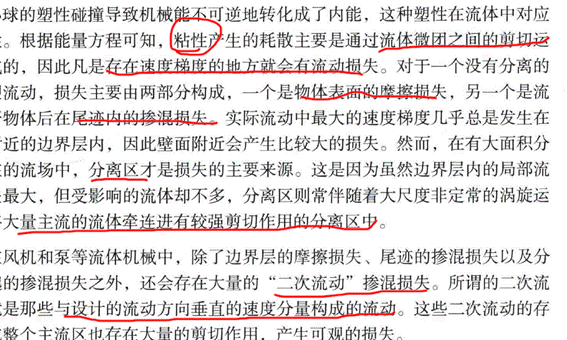 球的塑性碰撞导致机械能不可逆地转化成了内能，这种塑性在流体中对应
。根据能量方程可知，粘性产生的耗散主要是通过流体微团之间的剪切运
的，因此凡是存在速度梯度的地方就会有流动损失。对于一个没有分离的
流动，损失主要由两部分构成，一个是物体表面的摩擦损失，另一个是流
物体后在尾迹内的掺混损失。实际流动中最大的速度梯度几乎总是发生在
近的边界层内，因此壁面附近会产生比较大的损失。然而，在有大面积分
的流场中，分离区才是损失的主要来源。这是因为虽然边界层内的局部流
最大，但受影响的流体却不多，分离区则常伴随着大尺度非定常的涡旋运
大量主流的流体牵连进有较强剪切作用的分离区中。
风机和泵等流体机械中，除了边界层的摩擦损失、尾迹的掺混损失以及分
的掺混损失之外，还会存在大量的“二次流动”掺混损失。所谓的二次流
是那些与设计的流动方向垂直的速度分量构成的流动。这些二次流动的存
整个主流区也存在大量的剪切作用，产生可观的损失。